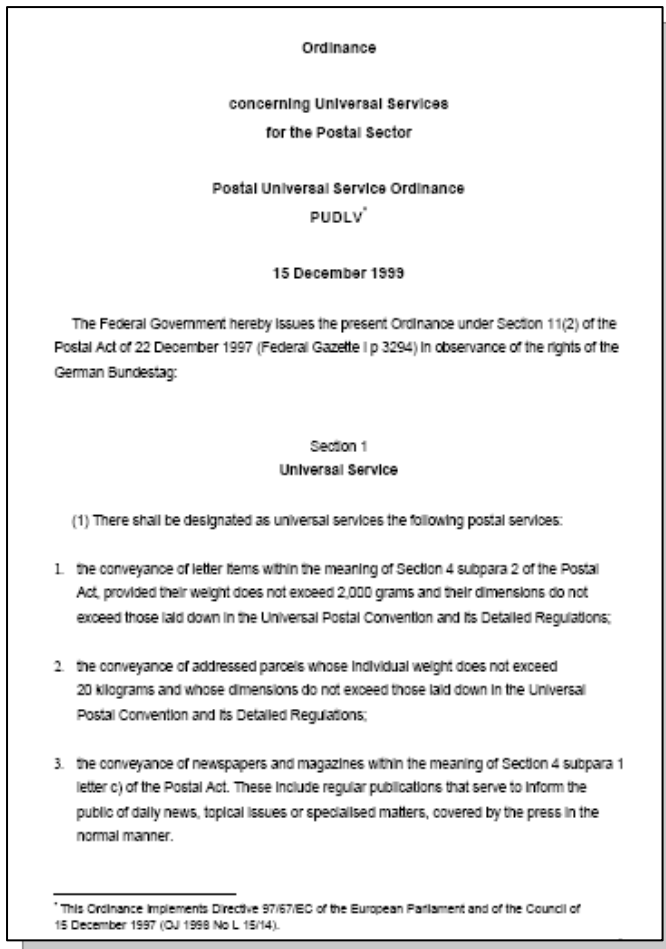 Ordinance
concerning Universal Services
for the Postal Sector
Postal Universal Service Ordinance
PUDLV*
15 December 1999
The Federal Government hereby issues the present Ordinance under Section 11(2) of the
Postal Act of 22 December 1997 (Federal Gazette I p 3294) in observance of the rights of the
German Bundestag:
Section 1
Universal Service
(1) There shall be designated as universal services the following postal services:
1. the conveyance of letter items within the meaning of Section 4 subpara 2 of the Postal
Act, provided their weight does not exceed 2,000 grams and their dimensions do not
exceed those laid down in the Universal Postal Convention and its Detailed Regulations;
2. the conveyance of addressed parcels whose individual weight does not exceed
20 kilograms and whose dimensions do not exceed those laid down in the Universal
Postal Convention and its Detailed Regulations;
3. the conveyance of newspapers and magazines within the meaning of Section 4 subpara 1
letter c) of the Postal Act. These include regular publications that serve to inform the
public of daily news, topical issues or specialised matters, covered by the press in the
normal manner.
* This Ordinance implements Directive 97/67/EC of the European Parliament and of the Council of
15 December 1997 (OJ 1998 No L 15/14).